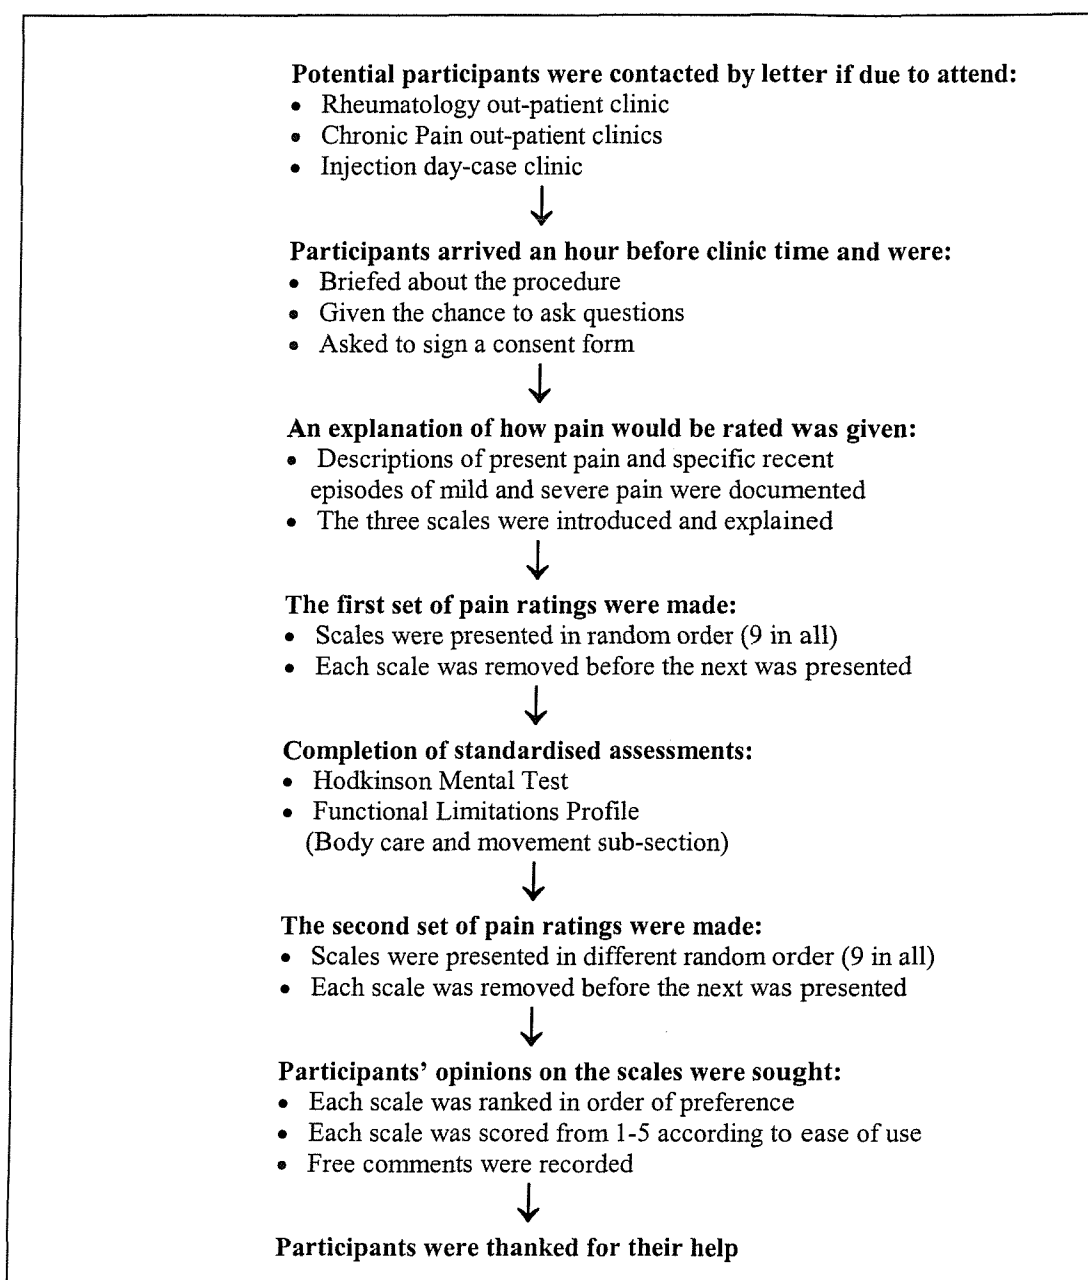 Potential participants were contacted by letter if due to attend:
• Rheumatology out-patient clinic
• Chronic Pain out-patient clinics
• Injection day-case clinic
↓
Participants arrived an hour before clinic time and were:
• Briefed about the procedure
• Given the chance to ask questions
• Asked to sign a consent form
↓
An explanation of how pain would be rated was given:
• Descriptions of present pain and specific recent
episodes of mild and severe pain were documented
• The three scales were introduced and explained
↓
The first set of pain ratings were made:
• Scales were presented in random order (9 in all)
• Each scale was removed before the next was presented
↓
Completion of standardised assessments:
• Hodkinson Mental Test
• Functional Limitations Profile
(Body care and movement sub-section)
↓
The second set of pain ratings were made:
• Scales were presented in different random order (9 in all)
• Each scale was removed before the next was presented
↓
Participants’ opinions on the scales were sought:
• Each scale was ranked in order of preference
• Each scale was scored from 1-5 according to ease of use
• Free comments were recorded
↓
Participants were thanked for their help